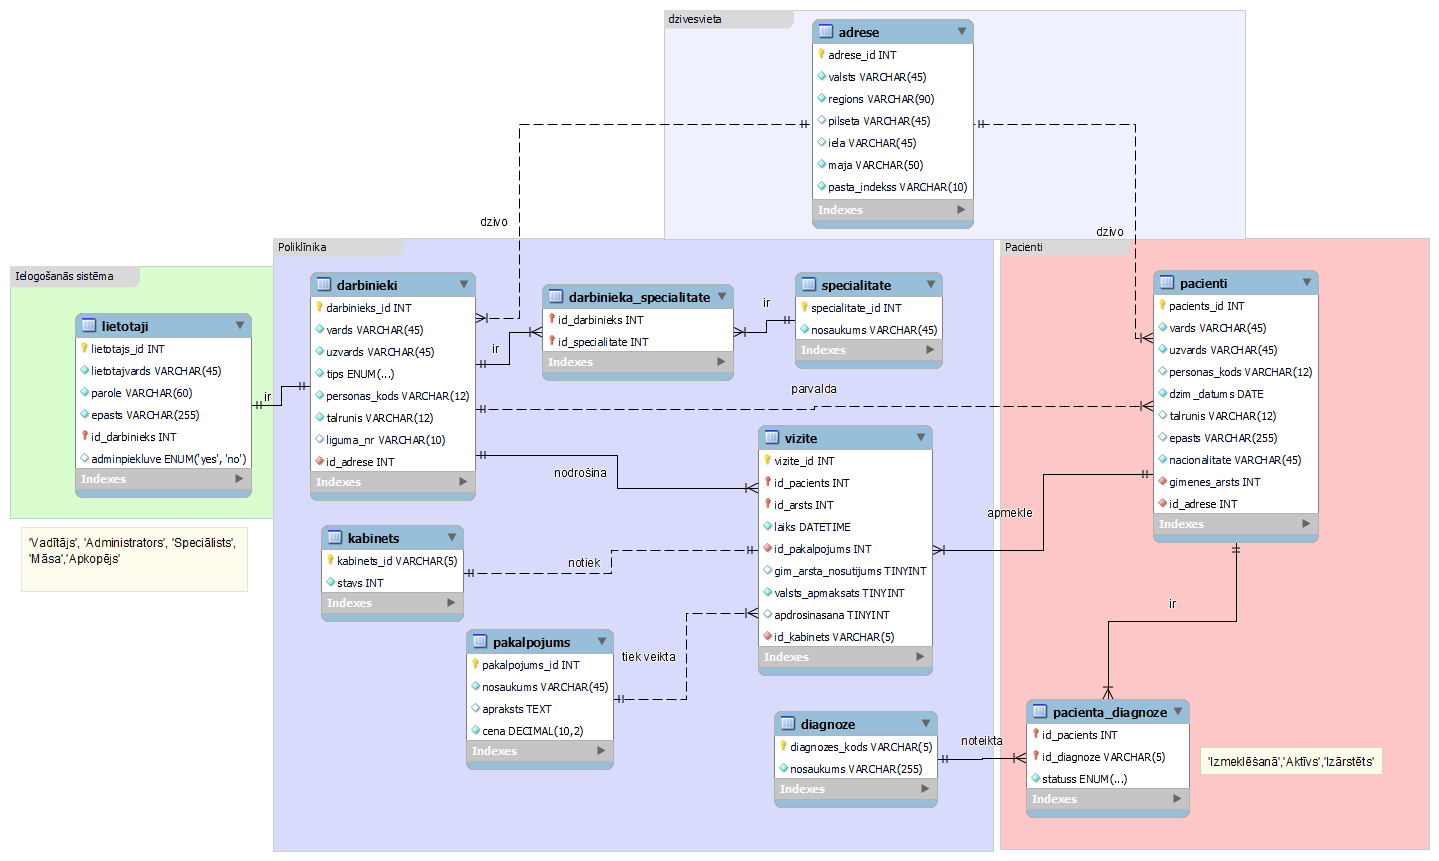 dzivesvieta
adrese
adrese_id INT
valsts VARCHAR(45)
regions VARCHAR(90)
pilseta VARCHAR(45)
iela VARCHAR(45)
maja VARCHAR(50)
pasta_indekss VARCHAR(10)
Indexes
dzivo
dzivo
Ielogošanās sistēma
lietotaji
lietotajs_id INT
lietotajvards VARCHAR(45)
parole VARCHAR(60)
epasts VARCHAR(255)
id_darbinieks INT
adminpiekluve ENUM('yes', 'no')
Indexes
'Vadītājs', 'Administrators', 'Speciālists',
'Māsa','Apkopējs'
ir
Poliklīnika
darbinieki
darbinieks_id INT
vards VARCHAR(45)
uzvards VARCHAR(45)
tips ENUM(...)
personas_kods VARCHAR(12)
talrunis VARCHAR(12)
liguma_nr VARCHAR(10)
id_adrese INT
Indexes
ir
darbinieka_specialitate
id_darbinieks INT
id_specialitate INT
Indexes
ir
specialitate
specialitate_id INT
nosaukums VARCHAR(45)
Indexes
parvalda
nodrošina
vizite
vizite_id INT
id_pacients INT
id_arsts INT
laiks DATETIME
id_pakalpojums INT
gim_arsta_nosutijums TINYINT
valsts_apmaksats TINYINT
apdrosinasana TINYINT
id_kabinets VARCHAR(5)
Indexes
kabinets
kabinets_id VARCHAR(5)
stavs INT
Indexes
notiek
pakalpojums
pakalpojums_id INT
nosaukums VARCHAR(45)
apraksts TEXT
cena DECIMAL(10,2)
Indexes
tiek veikta
diagnoze
diagnozes_kods VARCHAR(5)
nosaukums VARCHAR(255)
Indexes
noteikta
apmekle
Pacienti
pacienti
pacients_id INT
vards VARCHAR(45)
uzvards VARCHAR(45)
personas_kods VARCHAR(12)
dzim_datums DATE
talrunis VARCHAR(12)
epasts VARCHAR(255)
nacionalitate VARCHAR(45)
gimenes_arsts INT
id_adrese INT
Indexes
ir
pacienta_diagnoze
id_pacients INT
id_diagnoze VARCHAR(5)
statuss ENUM(...)
Indexes
'Izmeklēšanā','Aktīvs','Izārstēts'